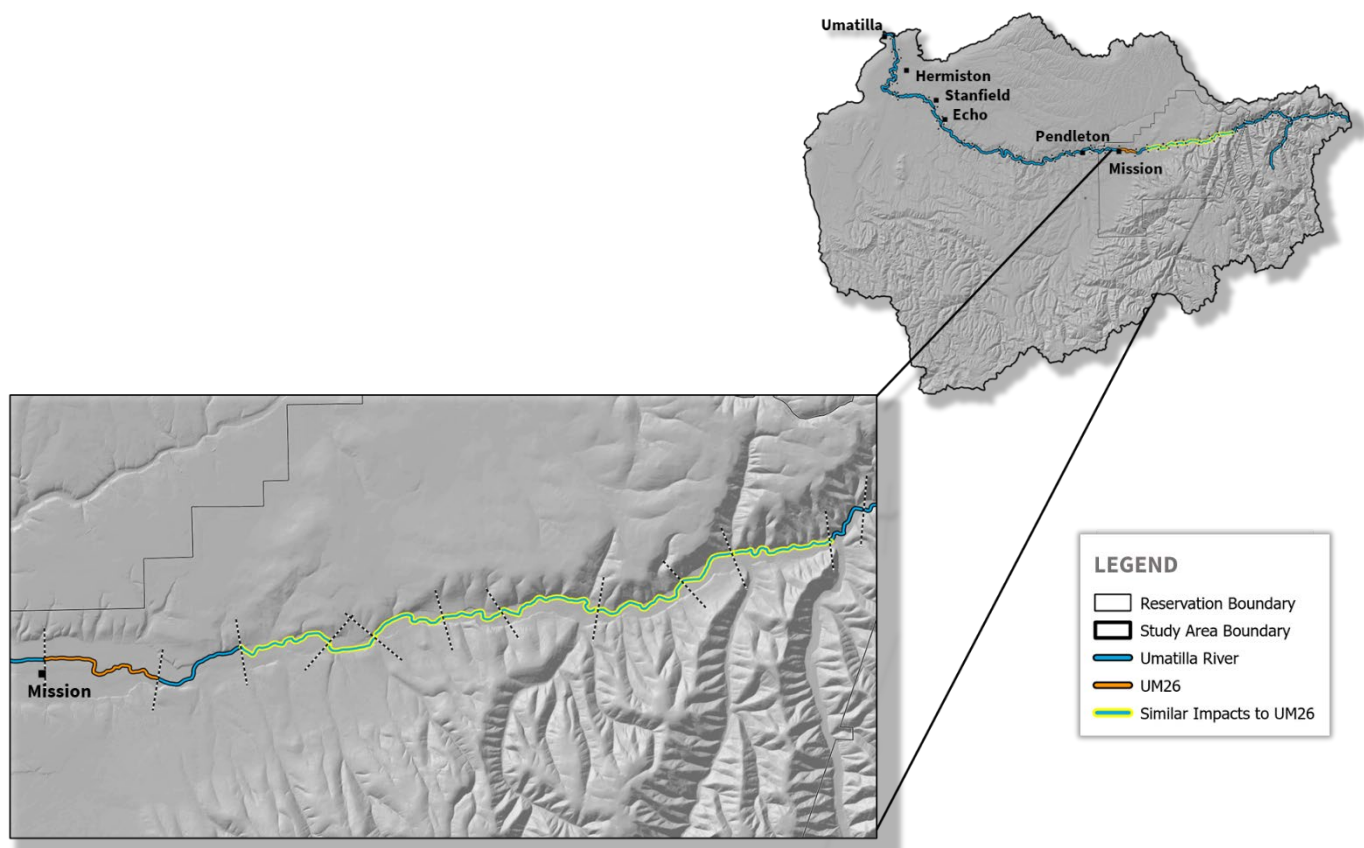 Umatilla
Hermiston
Stanfield
Echo
Pendleton
Mission
Mission
LEGEND
Reservation Boundary
Study Area Boundary
Umatilla River
UM26
Similar Impacts to UM26